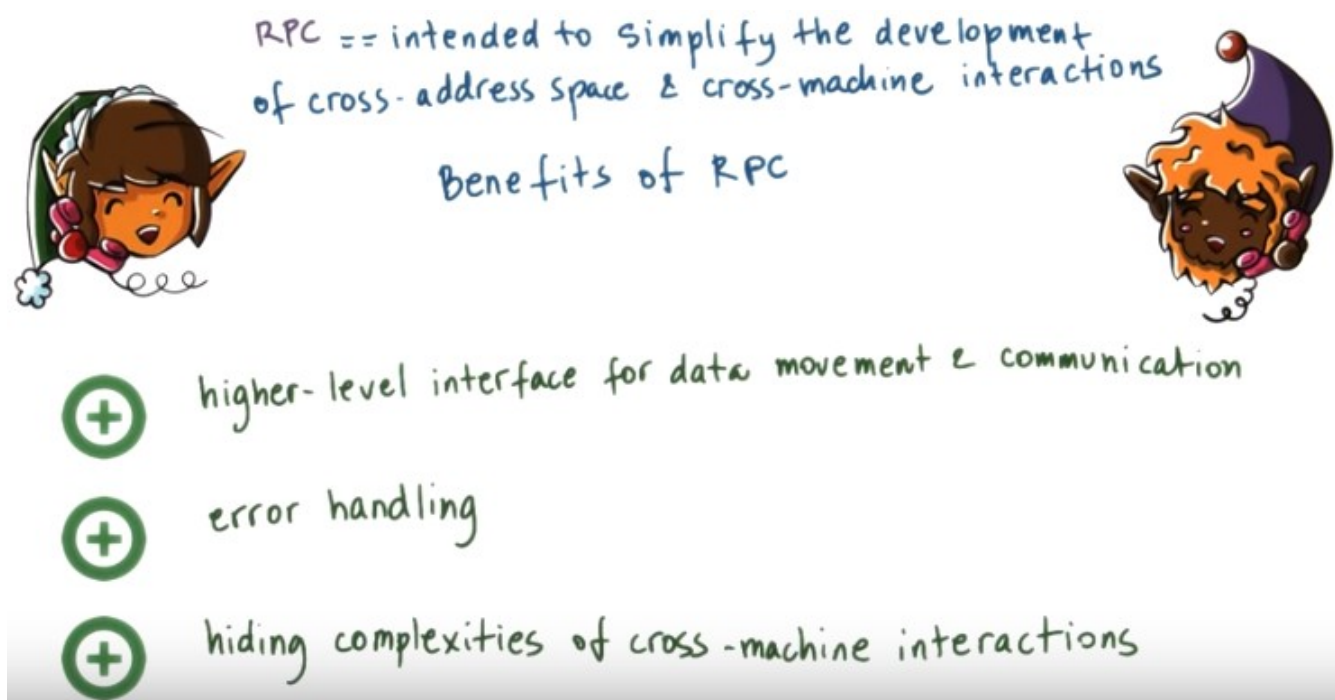 RPC == intended to simplify the development
of cross-address space & cross-machine interactions
Benefits of RPC
higher-level interface for data movement & communication
error handling
hiding complexities of cross-machine interactions